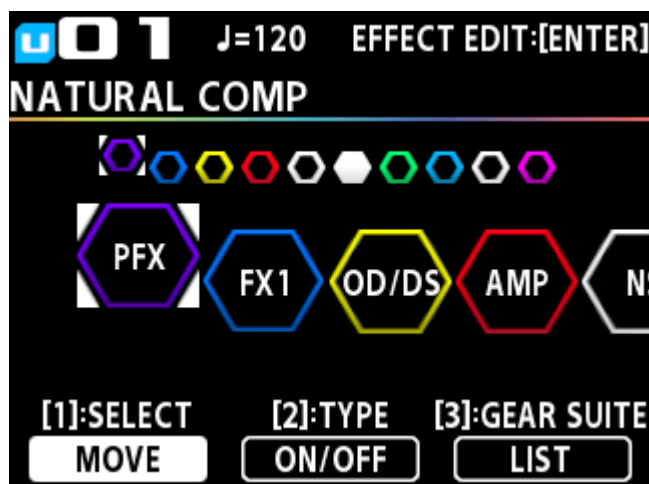 U01 ♩=120 EFFECT EDIT:[ENTER]
NATURAL COMP
PFX FX1 OD/DS AMP
[1]:SELECT [2]:TYPE [3]:GEAR SUITE
MOVE ON/OFF LIST